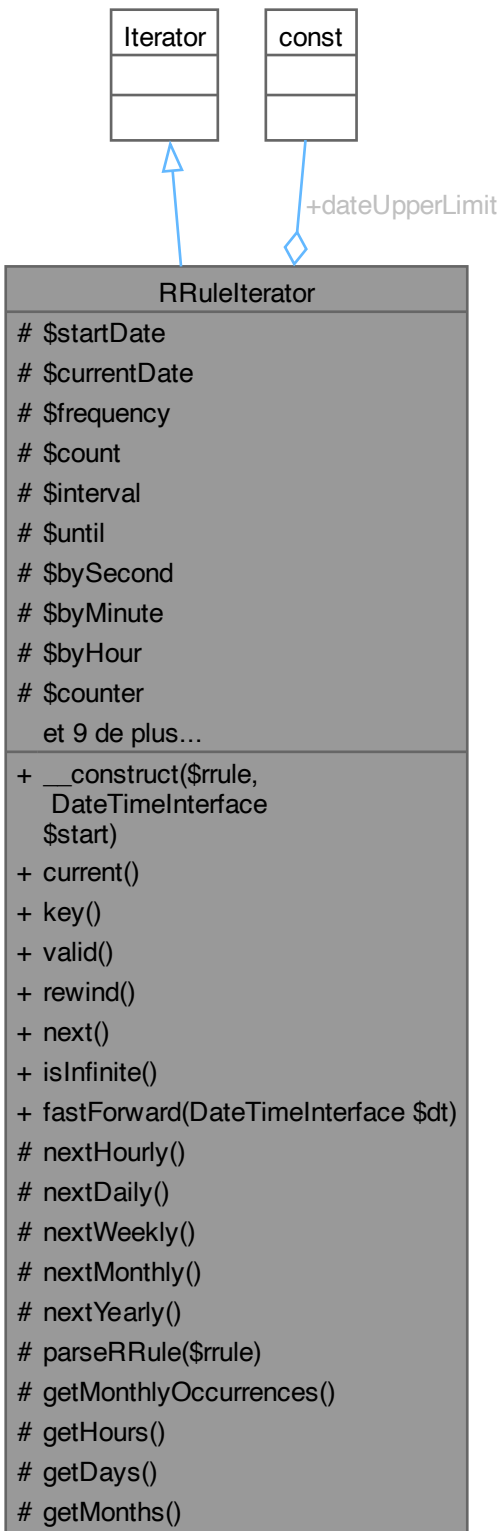 Iterator
const
+dateUpperLimit
RRuleIterator
# $startDate
# $currentDate
# $frequency
# $count
# $interval
# $until
# $bySecond
# $byMinute
# $byHour
# $counter
et 9 de plus...
+ __construct($rrule,
DateTimeInterface
$start)
+ current()
+ key()
+ valid()
+ rewind()
+ next()
+ isInfinite()
+ fastForward(DateTimeInterface $dt)
# nextHourly()
# nextDaily()
# nextWeekly()
# nextMonthly()
# nextYearly()
# parseRRule($rrule)
# getMonthlyOccurrences()
# getHours()
# getDays()
# getMonths()